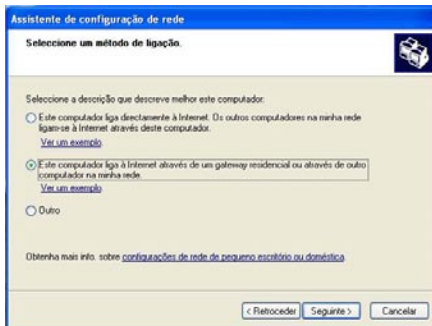 Assistente de configuração de rede
Seleccione um método de ligação.
Seleccione a descrição que descreve melhor este computador:
Este computador liga directamente à Internet. Os outros computadores na minha rede
ligam-se à Internet através deste computador.
Ver um exemplo.
Este computador liga à Internet através de um gateway residencial ou através de outro
computador na minha rede.
Ver um exemplo.
Outro
Obtenha mais info. sobre configurações de rede de pequeno escritório ou doméstica.
< Retroceder Seguinte > Cancelar